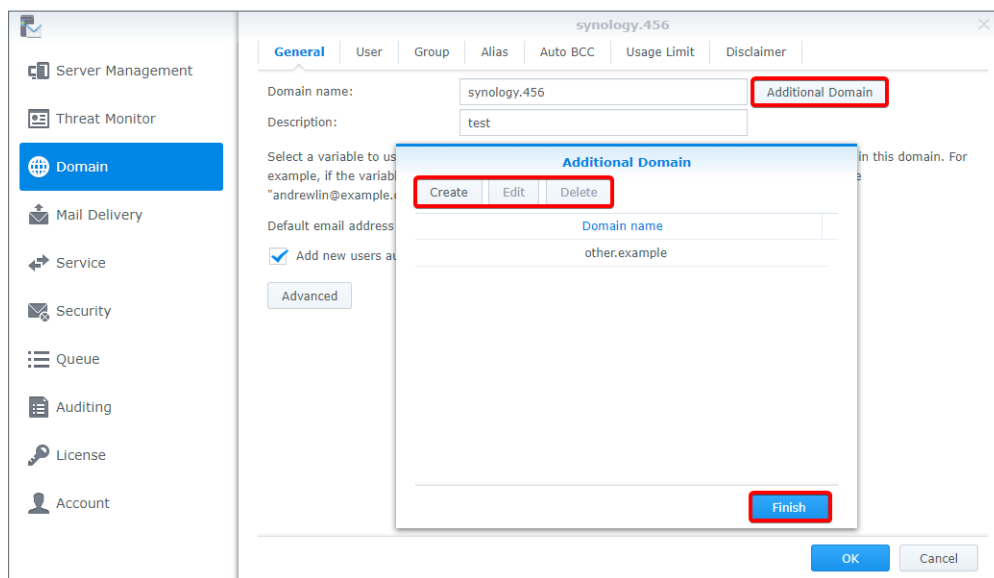 synology.456
General User Group Alias Auto BCC Usage Limit Disclaimer
Server Management
Threat Monitor
Domain
Mail Delivery
Service
Security
Queue
Auditing
License
Account
Domain name: synology.456 Additional Domain
Description: test
Select a variable to us in this domain. For
example, if the variabl
"andrewlin@example.
Default email address
Add new users au
Advanced
Additional Domain
Create Edit Delete
Domain name
other.example
Finish
OK Cancel